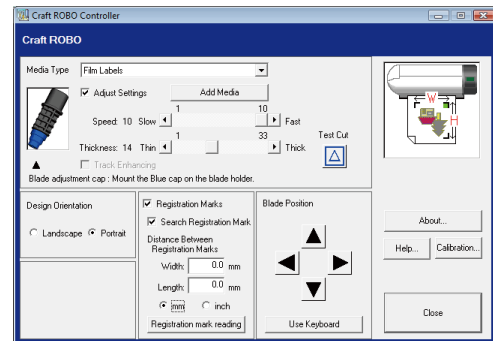 Craft ROBO Controller
Craft ROBO
Media Type Film Labels
Adjust Settings Add Media
1 10
Speed: 10 Slow Fast
1 33
Thickness: 14 Thin Thick
Test Cut
Track Enhancing
Blade adjustment cap : Mount the Blue cap on the blade holder.
W
H
Design Orientation
Landscape Portrait
Registration Marks
Search Registration Mark
Distance Between
Registration Marks
Width: 0.0 mm
Length: 0.0 mm
mm inch
Registration mark reading
Blade Position
Use Keyboard
About...
Help... Calibration...
Close